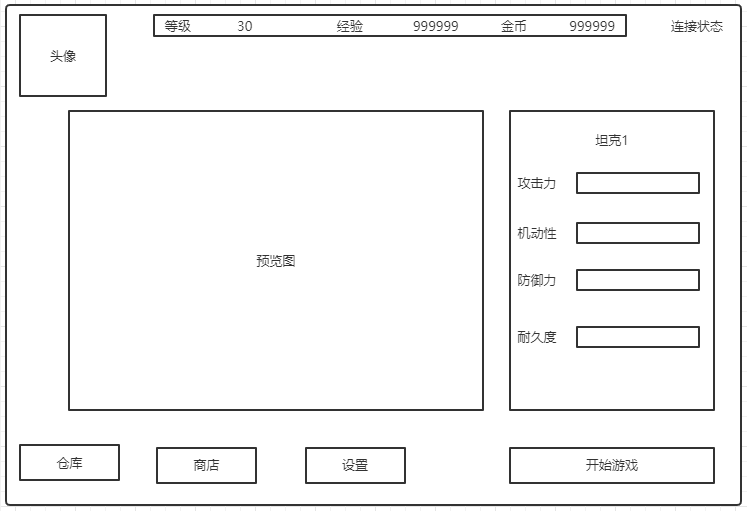 等级 30 经验 999999 金币 999999 连接状态
头像
坦克1
攻击力
机动性
预览图
防御力
耐久度
仓库 商店 设置 开始游戏